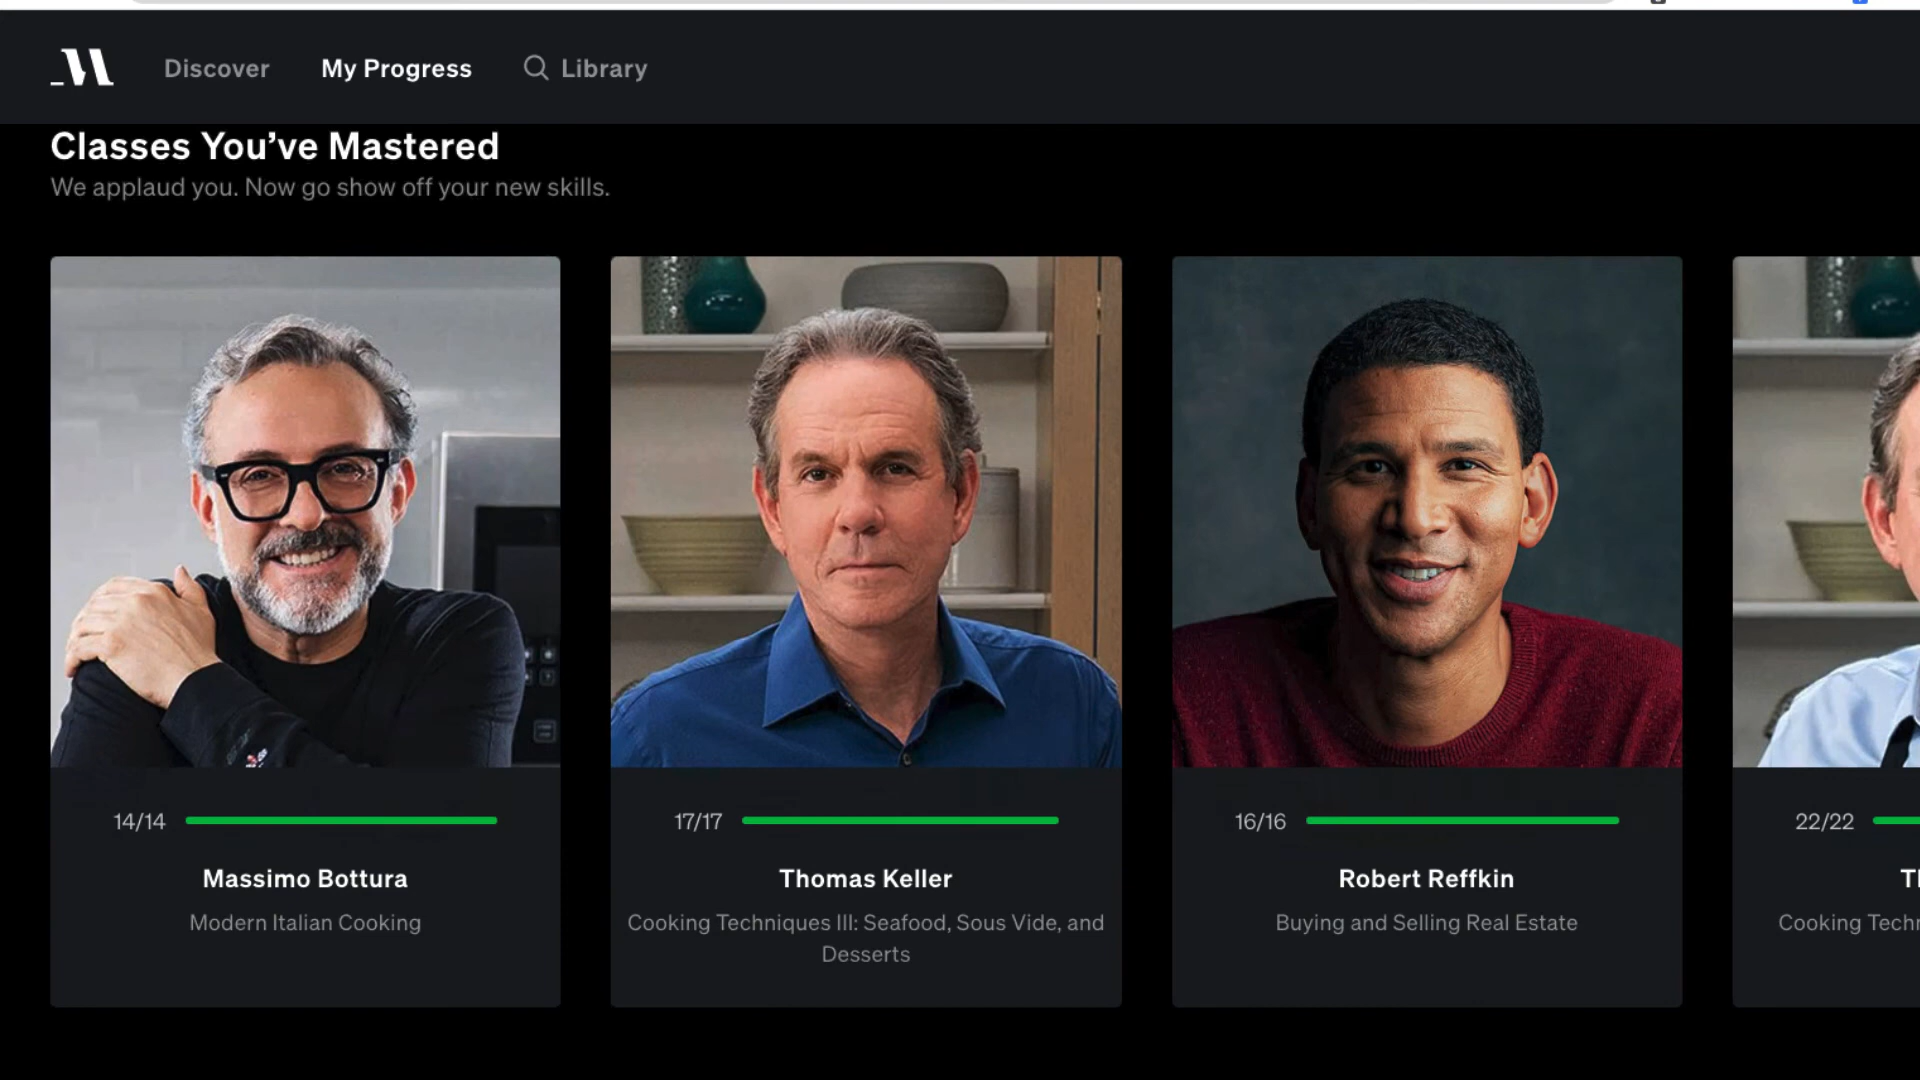 Discover
My Progress
Library
Classes You’ve Mastered
We applaud you. Now go show off your new skills.
14/14
Massimo Bottura
Modern Italian Cooking
17/17
Thomas Keller
Cooking Techniques III: Seafood, Sous Vide, and
Desserts
16/16
Robert Reffkin
Buying and Selling Real Estate
22/22
Cooking